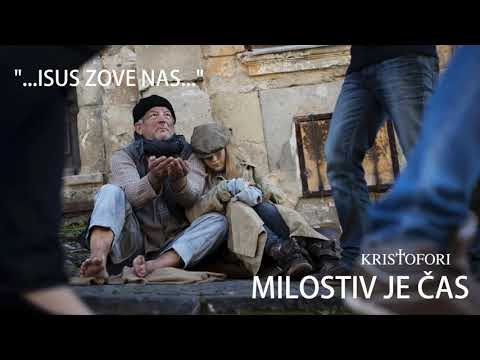 "...ISUS ZOVE NAS..."
KRISTOFORI
MILOSTIV JE ČAS